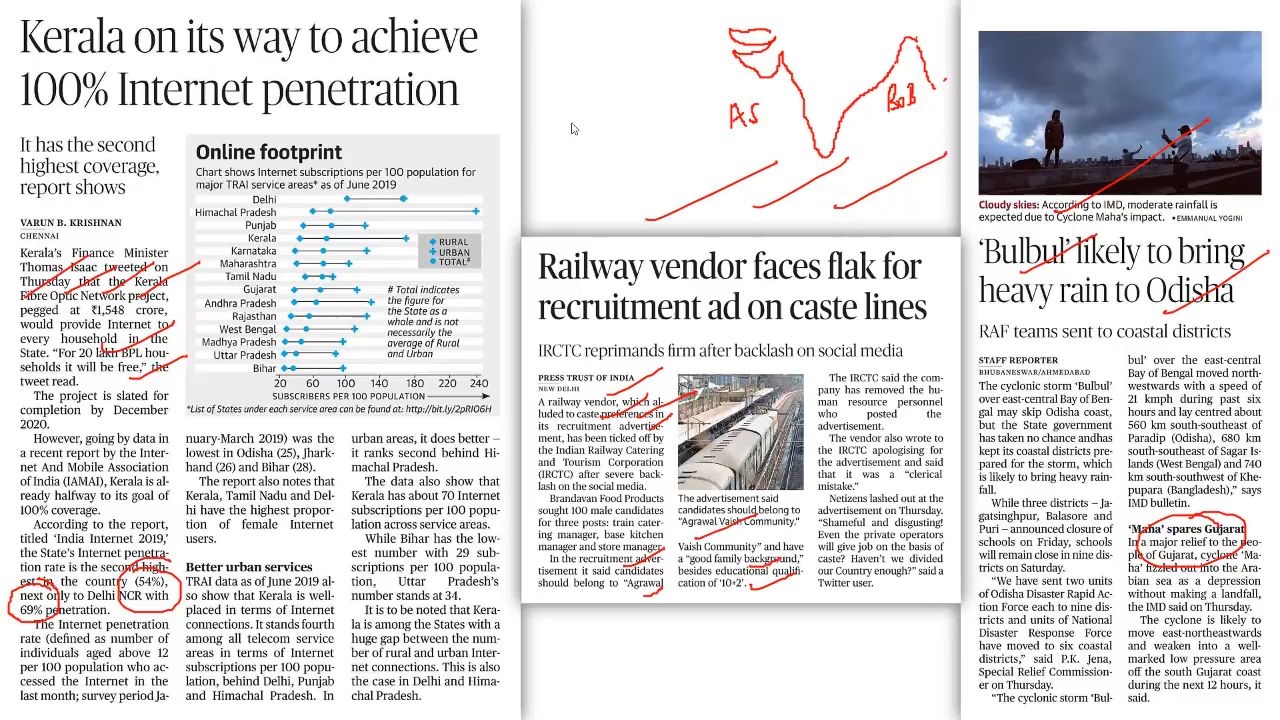 Kerala on its way to achieve
100% Internet penetration
It has the second
highest coverage,
report shows
VARUN B. KRISHNAN
CHENNAI
Kerala's Finance Minister
Thomas Isaac tweeted on
Thursday that the Kerala
Fibre Optic Network project,
pegged at ₹1,548 crore,
would provide Internet to
every household in the
State. "For 20 lakh BPL hou-
seholds it will be free," the
tweet read.
The project is slated for
completion by December
2020.
However, going by data in
a recent report by the Inter-
net And Mobile Association
of India (IAMAI), Kerala is al-
ready halfway to its goal of
100% coverage.
According to the report,
titled 'India Internet 2019,'
the State's Internet penetra-
tion rate is the second high-
est in the country (54%),
next only to Delhi NCR with
69% penetration.
The Internet penetration
rate (defined as number of
individuals aged above 12
per 100 population who ac-
cessed the Internet in the
last month; survey period Ja-
Online footprint
Chart shows Internet subscriptions per 100 population for
major TRAI service areas* as of June 2019
Delhi
Himachal Pradesh
Punjab
Kerala
Karnataka
Maharashtra
Tamil Nadu
Gujarat
Andhra Pradesh
Rajasthan
West Bengal
Madhya Pradesh
Uttar Pradesh
Bihar
RURAL
URBAN
TOTAL#
# Total indicates
the figure for
the State as a
whole and is not
necessarily the
average of Rural
and Urban
20 60 100 140 180 220 240
SUBSCRIBERS PER 100 POPULATION
*List of States under each service area can be found at: http://bit.ly/2pRIO6H
nuary-March 2019) was the
lowest in Odisha (25), Jhark-
hand (26) and Bihar (28).
The report also notes that
Kerala, Tamil Nadu and Del-
hi have the highest propor-
tion of female Internet
users.
Better urban services
TRAI data as of June 2019 al-
so show that Kerala is well-
placed in terms of Internet
connections. It stands fourth
among all telecom service
areas in terms of Internet
subscriptions per 100 popu-
lation, behind Delhi, Punjab
and Himachal Pradesh. In
urban areas, it does better –
it ranks second behind Hi-
machal Pradesh.
The data also show that
Kerala has about 70 Internet
subscriptions per 100 popu-
lation across service areas.
While Bihar has the low-
est number with 29 sub-
scriptions per 100 popula-
tion, Uttar Pradesh's
number stands at 34.
It is to be noted that Kera-
la is among the States with a
huge gap between the num-
ber of rural and urban Inter-
net connections. This is also
the case in Delhi and Hima-
chal Pradesh.
AS
BoB
Railway vendor faces flak for
recruitment ad on caste lines
IRCTC reprimands firm after backlash on social media
PRESS TRUST OF INDIA
NEW DELHI
A railway vendor, which al-
luded to caste preferences in
its recruitment advertise-
ment, has been ticked off by
the Indian Railway Catering
and Tourism Corporation
(IRCTC) after severe back-
lash on the social media.
Brandavan Food Products
sought 100 male candidates
for three posts: train cater-
ing manager, base kitchen
manager and store manager.
In the recruitment adver-
tisement it said candidates
should belong to "Agrawal
The advertisement said
candidates should belong to
"Agrawal Vaish Community."
Vaish Community" and have
a "good family background,"
besides educational qualifi-
cation of '10+2'.
The IRCTC said the com-
pany has removed the hu-
man resource personnel
who posted the
advertisement.
The vendor also wrote to
the IRCTC apologising for
the advertisement and said
that it was a "clerical
mistake."
Netizens lashed out at the
advertisement on Thursday.
"Shameful and disgusting!
Even the private operators
will give job on the basis of
caste? Haven't we divided
our Country enough?" said a
Twitter user.
Cloudy skies: According to IMD, moderate rainfall is
expected due to Cyclone Maha's impact. ■ EMMANUAL YOGINI
'Bulbul' likely to bring
heavy rain to Odisha
RAF teams sent to coastal districts
STAFF REPORTER
BHUBANESWAR/AHMEDABAD
The cyclonic storm 'Bulbul'
over east-central Bay of Ben-
gal may skip Odisha coast,
but the State government
has taken no chance andhas
kept its coastal districts pre-
pared for the storm, which
is likely to bring heavy rain-
fall.
While three districts – Ja-
gatsinghpur, Balasore and
Puri – announced closure of
schools on Friday, schools
will remain close in nine dis-
tricts on Saturday.
"We have sent two units
of Odisha Disaster Rapid Ac-
tion Force each to nine dis-
tricts and units of National
Disaster Response Force
have moved to six coastal
districts," said P.K. Jena,
Special Relief Commission-
er on Thursday.
"The cyclonic storm 'Bul-
bul' over the east-central
Bay of Bengal moved north-
westwards with a speed of
21 kmph during past six
hours and lay centred about
560 km south-southeast of
Paradip (Odisha), 680 km
south-southeast of Sagar Is-
lands (West Bengal) and 740
km south-southwest of Khe-
pupara (Bangladesh)," says
IMD bulletin.
'Maha' spares Gujarat
In a major relief to the peo-
ple of Gujarat, cyclone 'Ma-
ha' fizzled out into the Ara-
bian sea as a depression
without making a landfall,
the IMD said on Thursday.
The cyclone is likely to
move east-northeastwards
and weaken into a well-
marked low pressure area
off the south Gujarat coast
during the next 12 hours, it
said.